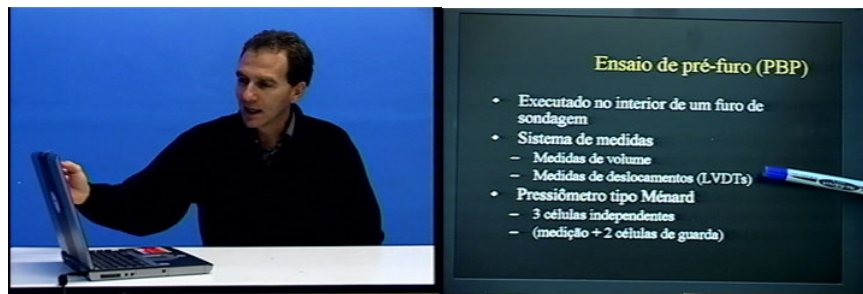 Ensaio de pré-furo (PBP)
• Executado no interior de um furo de
sondagem
• Sistema de medidas
– Medidas de volume
– Medidas de deslocamentos (LVDTs)
• Pressiômetro tipo Ménard
– 3 células independentes
– (medição + 2 células de guarda)